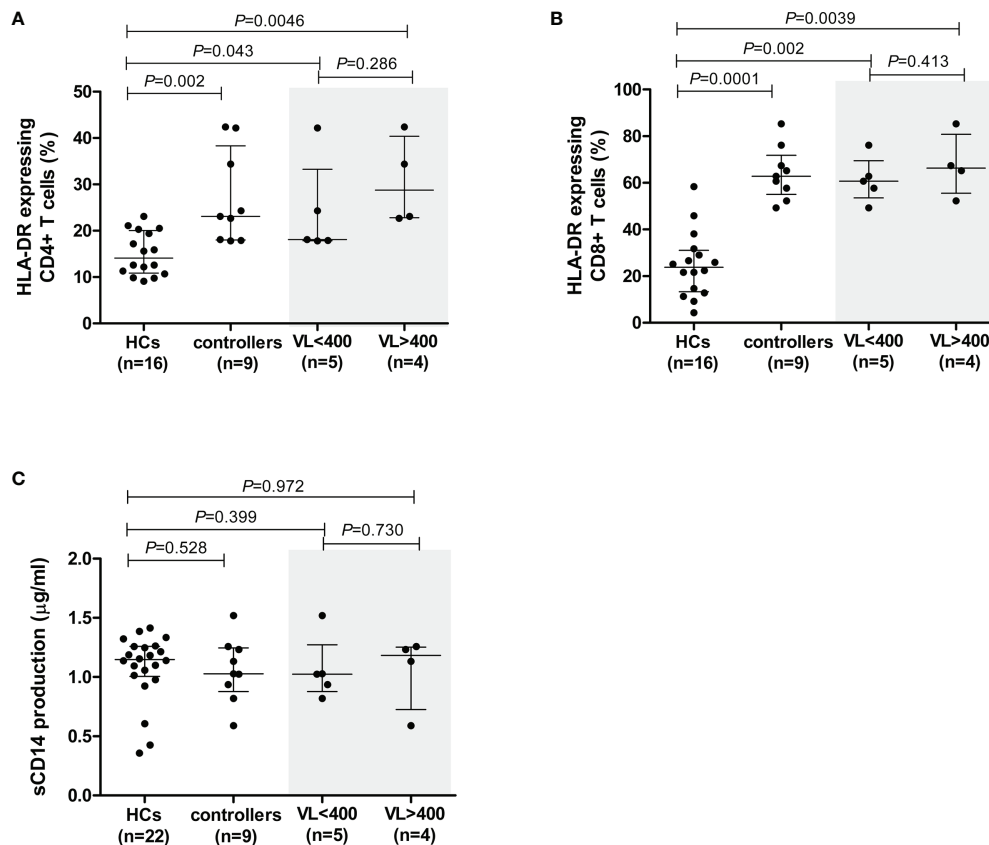 A
P=0.0046
P=0.043
P=0.286
P=0.002
50
40
30
20
10
0
HLA-DR expressing
CD4+ T cells (%)
HCs
(n=16)
controllers
(n=9)
VL<400
(n=5)
VL>400
(n=4)
B
P=0.0039
P=0.002
P=0.413
P=0.0001
100
80
60
40
20
0
HLA-DR expressing
CD8+ T cells (%)
HCs
(n=16)
controllers
(n=9)
VL<400
(n=5)
VL>400
(n=4)
C
P=0.972
P=0.399
P=0.730
P=0.528
2.0
1.5
1.0
0.5
0.0
sCD14 production (μg/ml)
HCs
(n=22)
controllers
(n=9)
VL<400
(n=5)
VL>400
(n=4)